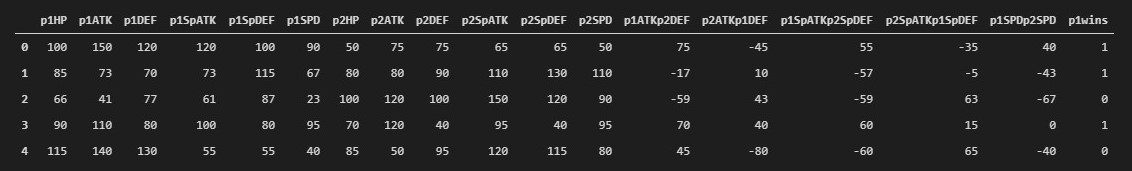 p1HP p1ATK p1DEF p1SpATK p1SpDEF p1SPD p2HP p2ATK p2DEF p2SpATK p2SpDEF p2SPD p1ATKp2DEF p2ATKp1DEF p1SpATKp2SpDEF p2SpATKp1SpDEF p1SPDp2SPD p1wins
0 100 150 120 120 100 90 50 75 75 65 65 50 75 -45 55 -35 40 1
1 85 73 70 73 115 67 80 80 90 110 130 110 -17 10 -57 -5 -43 1
2 66 41 77 61 87 23 100 120 100 150 120 90 -59 43 -59 63 -67 0
3 90 110 80 100 80 95 70 120 40 95 40 95 70 40 60 15 0 1
4 115 140 130 55 55 40 85 50 95 120 115 80 45 -80 -60 65 -40 0